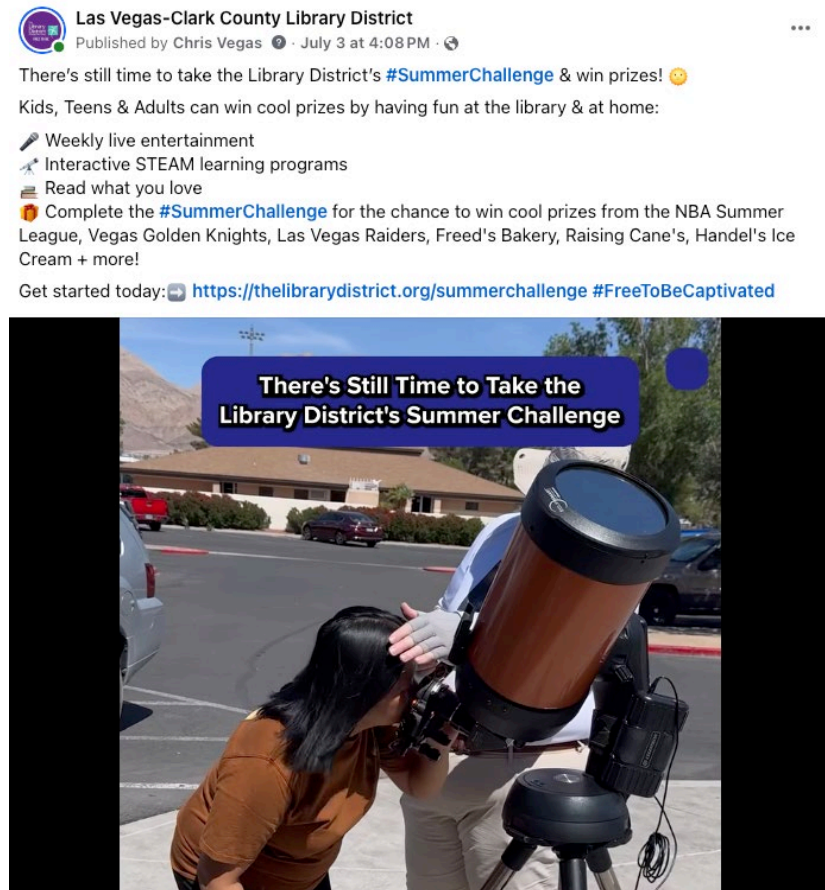 Las Vegas-Clark County Library District
Published by Chris Vegas · July 3 at 4:08 PM ·
There's still time to take the Library District's #SummerChallenge & win prizes! 
Kids, Teens & Adults can win cool prizes by having fun at the library & at home:
🎤 Weekly live entertainment
🔭 Interactive STEAM learning programs
📚 Read what you love
🎁 Complete the #SummerChallenge for the chance to win cool prizes from the NBA Summer
League, Vegas Golden Knights, Las Vegas Raiders, Freed's Bakery, Raising Cane's, Handel's Ice
Cream + more!
Get started today:➡️ https://thelibrarydistrict.org/summerchallenge #FreeToBeCaptivated
There's Still Time to Take the
Library District's Summer Challenge